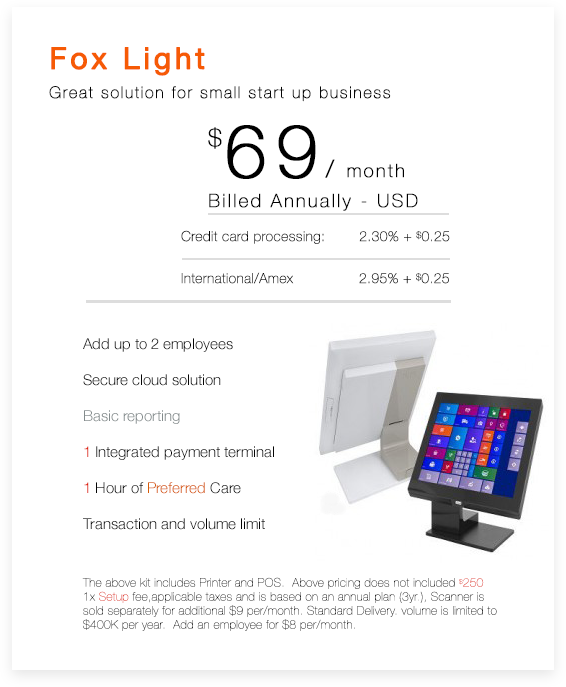 Fox Light
Great solution for small start up business
$69/ month
Billed Annually - USD
Credit card processing: 2.30% + $0.25
International/Amex 2.95% + $0.25
Add up to 2 employees
Secure cloud solution
Basic reporting
1 Integrated payment terminal
1 Hour of Preferred Care
Transaction and volume limit
The above kit includes Printer and POS. Above pricing does not included $250
1x Setup fee,applicable taxes and is based on an annual plan (3yr.), Scanner is
sold separately for additional $9 per/month. Standard Delivery. volume is limited to
$400K per year. Add an employee for $8 per/month.